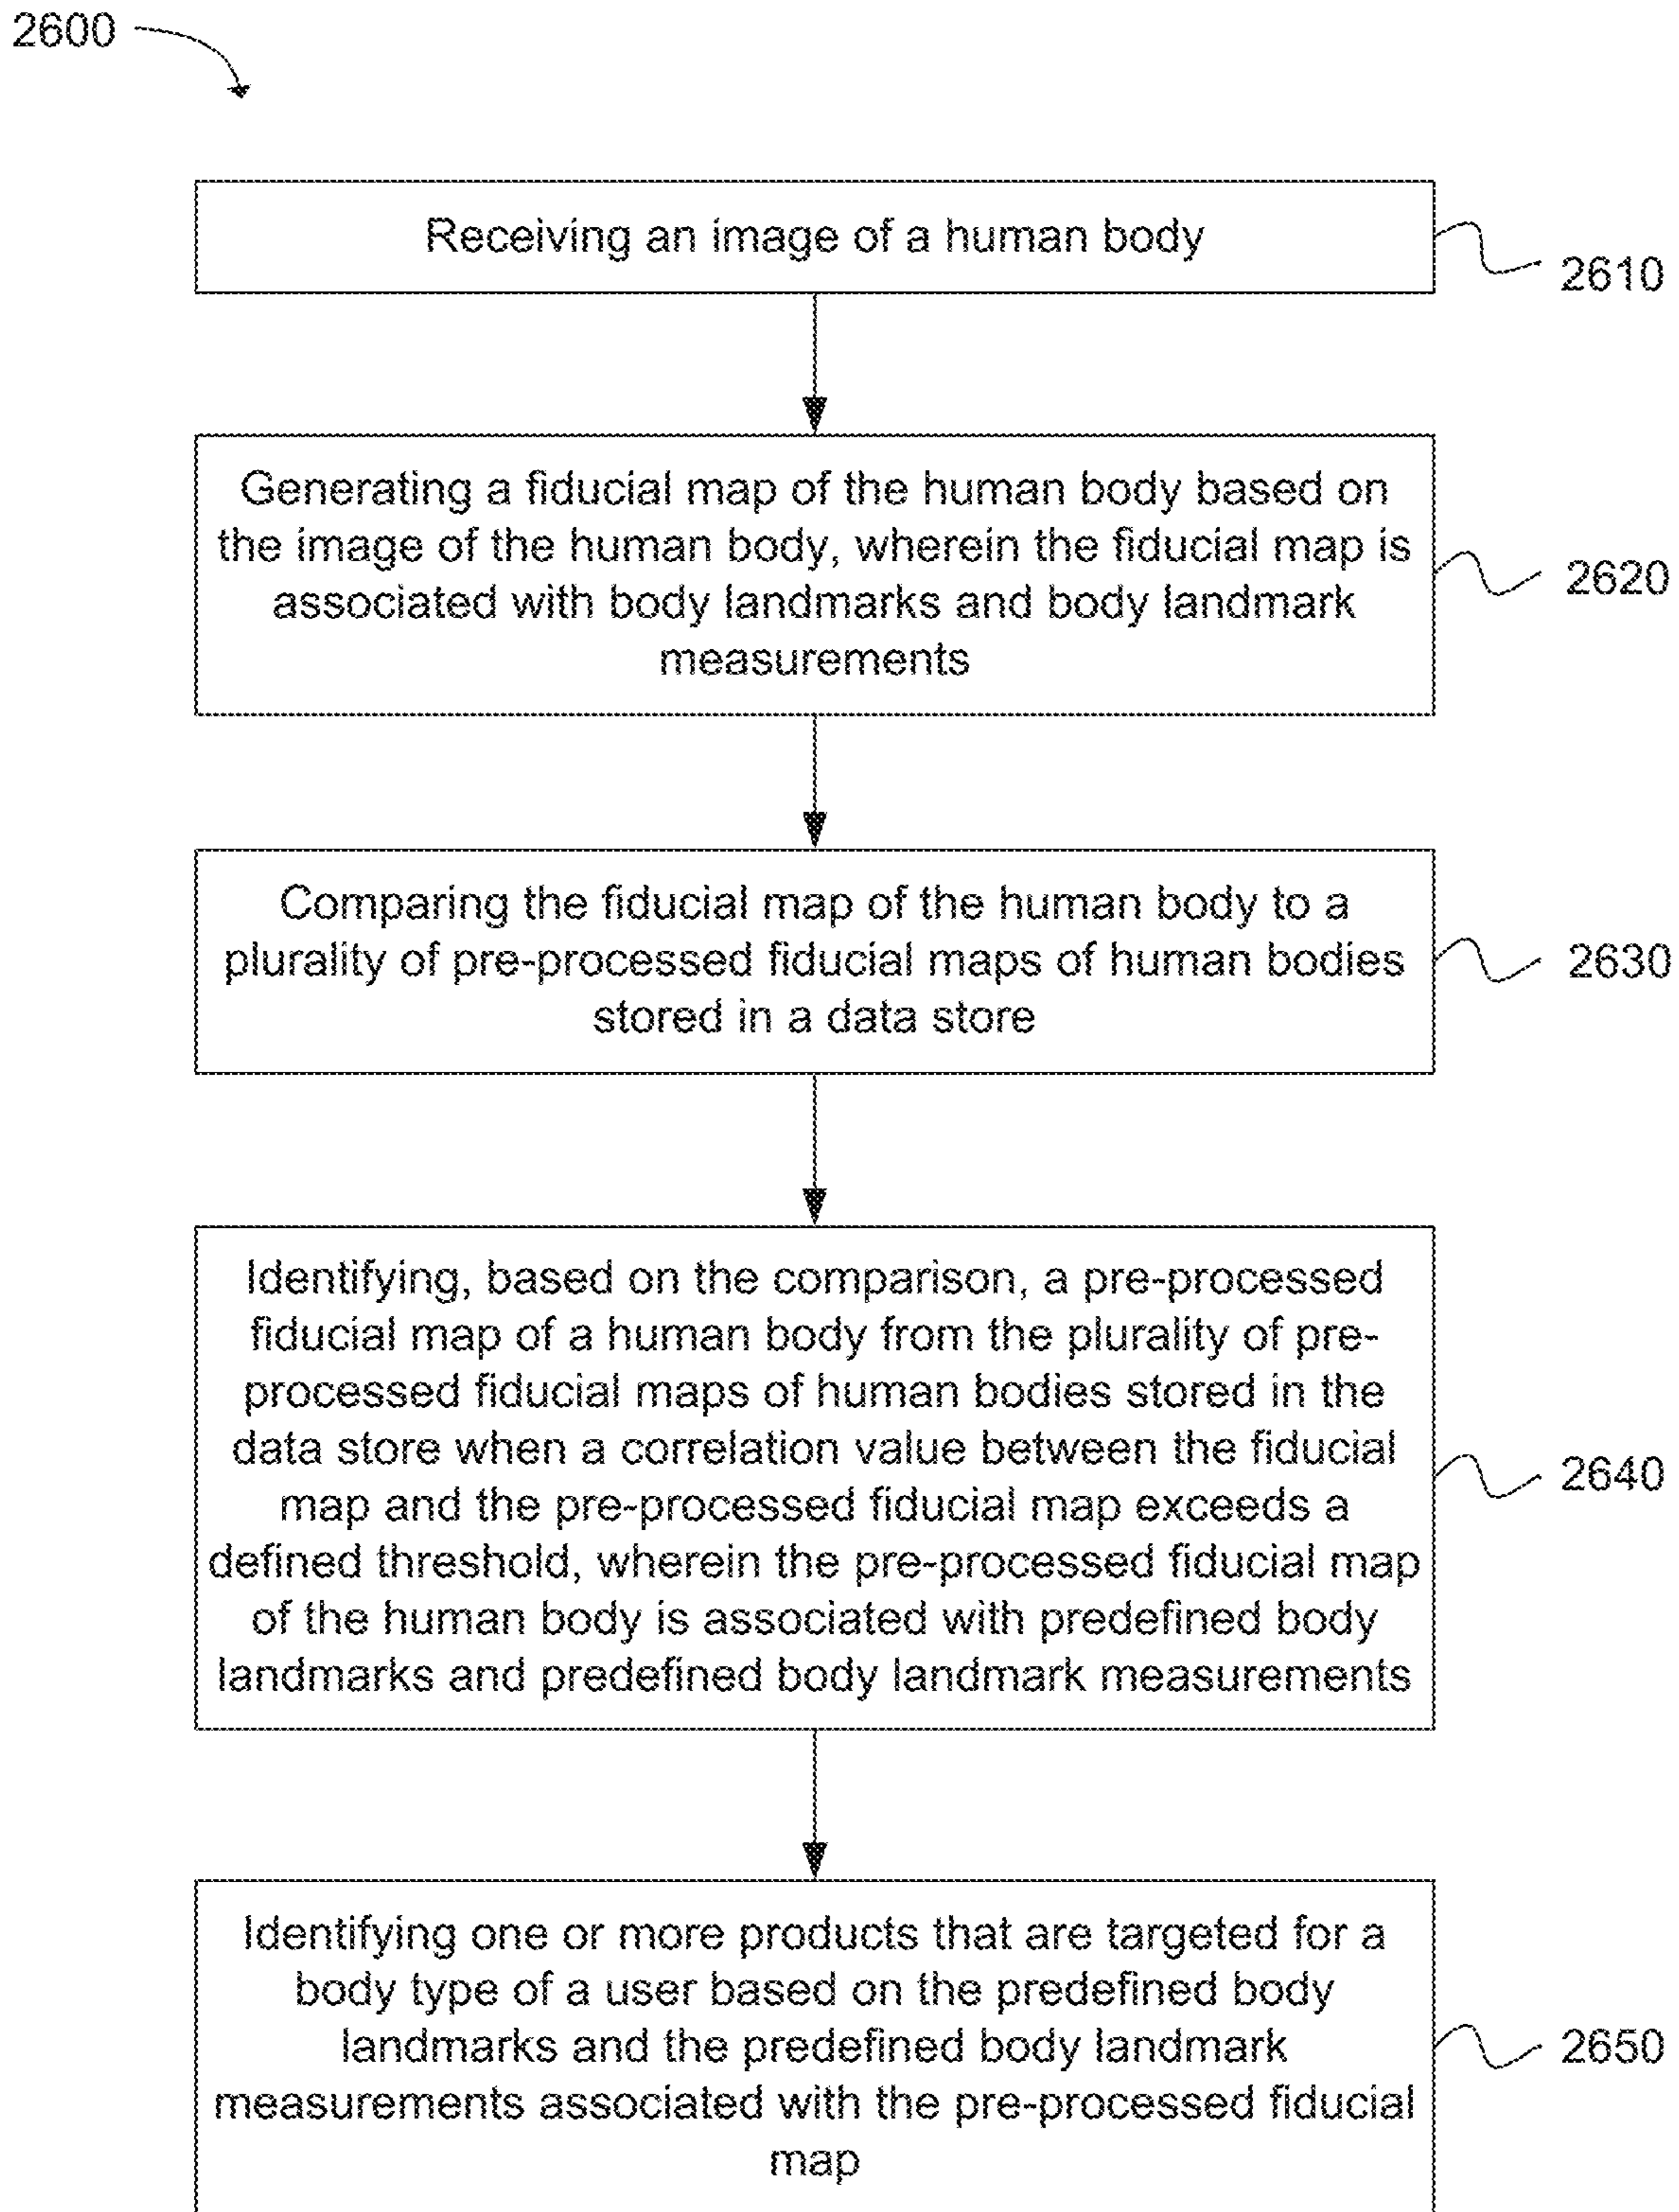 2600
Receiving an image of a human body
2610
Generating a fiducial map of the human body based on
the image of the human body, wherein the fiducial map is
associated with body landmarks and body landmark
measurements
2620
Comparing the fiducial map of the human body to a
plurality of pre-processed fiducial maps of human bodies
stored in a data store
2630
Identifying, based on the comparison, a pre-processed
fiducial map of a human body from the plurality of pre-
processed fiducial maps of human bodies stored in the
data store when a correlation value between the fiducial
map and the pre-processed fiducial map exceeds a
defined threshold, wherein the pre-processed fiducial map
of the human body is associated with predefined body
landmarks and predefined body landmark measurements
2640
Identifying one or more products that are targeted for a
body type of a user based on the predefined body
landmarks and the predefined body landmark
measurements associated with the pre-processed fiducial
map
2650